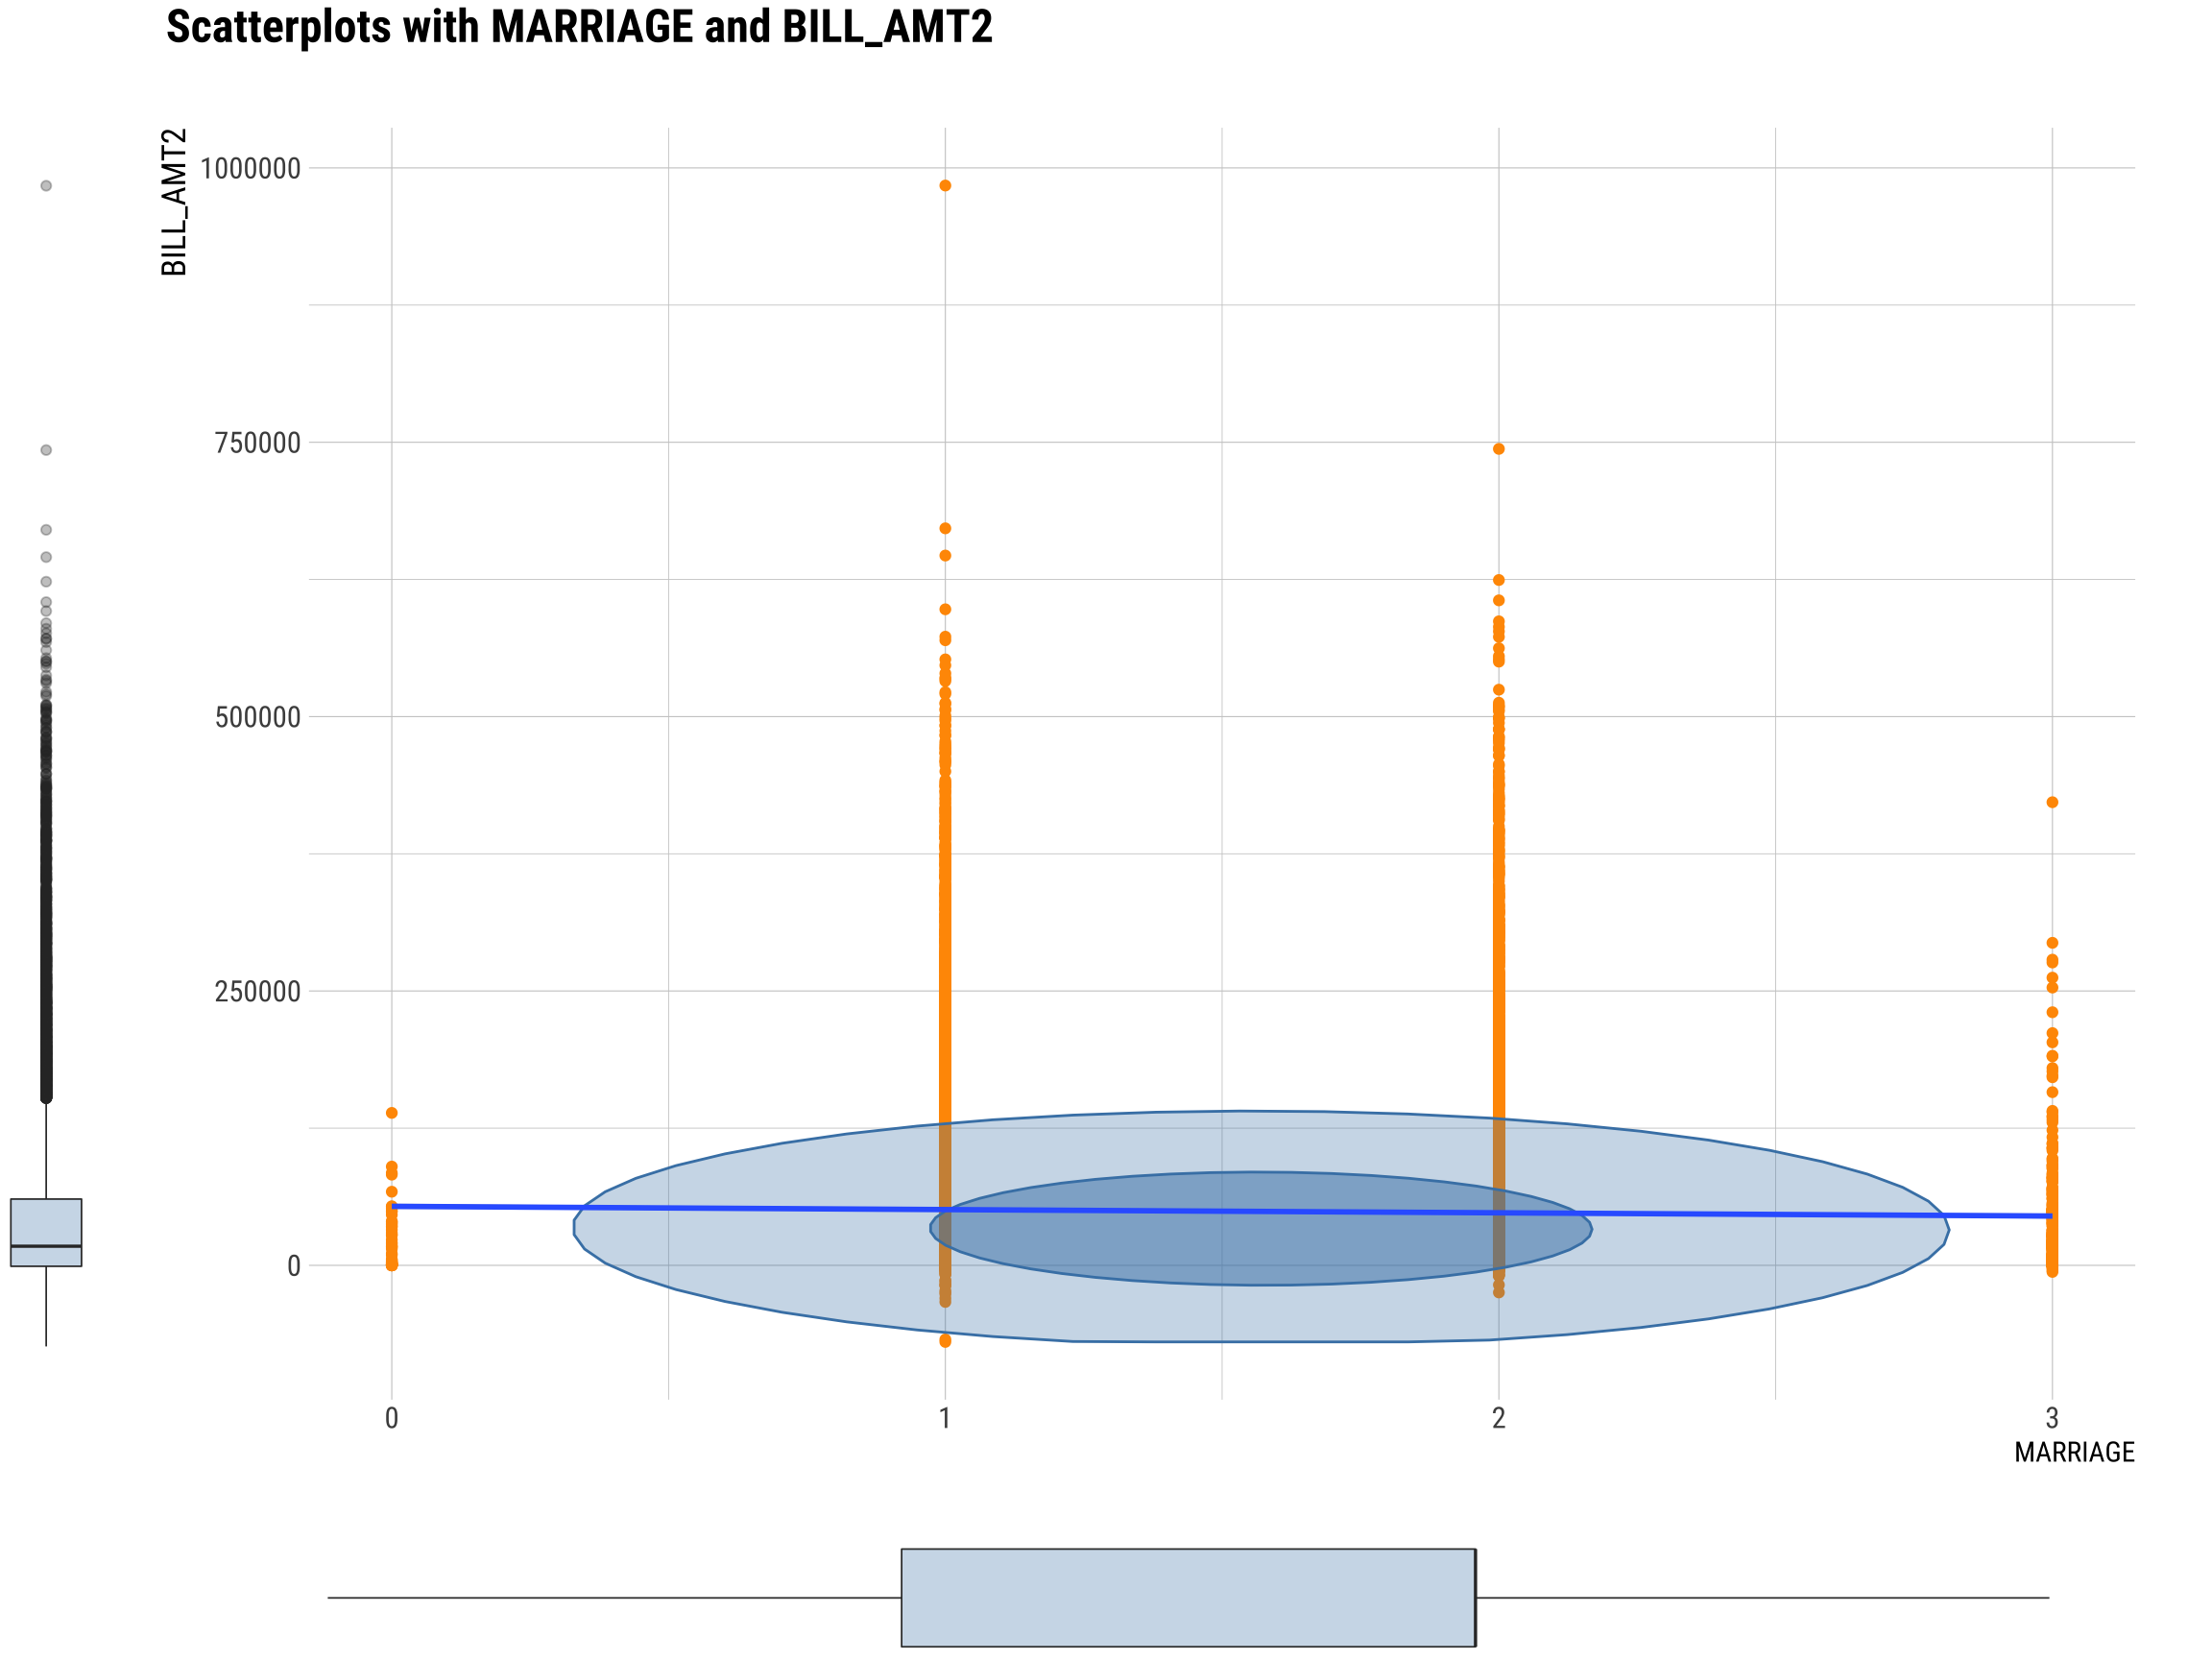 Scatterplots with MARRIAGE and BILL_AMT2
BILL_AMT2
1000000
750000
500000
250000
0
0 1 2 3
MARRIAGE